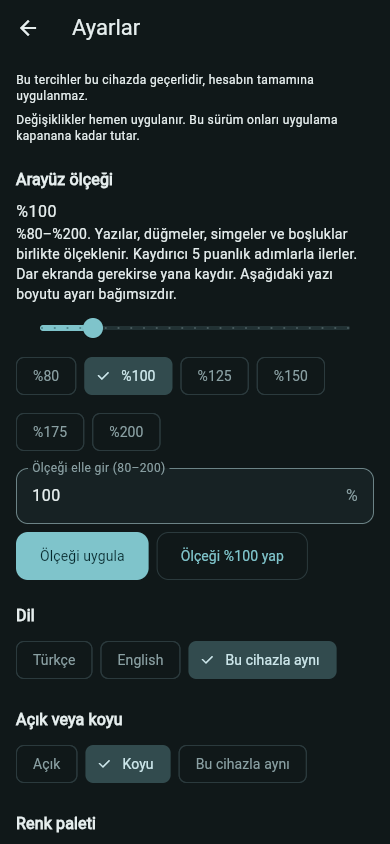 Ayarlar
Bu tercihler bu cihazda geçerlidir, hesabın tamamına
uygulanmaz.
Değişiklikler hemen uygulanır. Bu sürüm onları uygulama
kapanana kadar tutar.
Arayüz ölçeği
%100
%80–%200. Yazılar, düğmeler, simgeler ve boşluklar
birlikte ölçeklenir. Kaydırıcı 5 puanlık adımlarla ilerler.
Dar ekranda gerekirse yana kaydır. Aşağıdaki yazı
boyutu ayarı bağımsızdır.
%80 %100 %125 %150
%175 %200
Ölçeği elle gir (80–200)
100 %
Ölçeği uygula Ölçeği %100 yap
Dil
Türkçe English Bu cihazla aynı
Açık veya koyu
Açık Koyu Bu cihazla aynı
Renk paleti